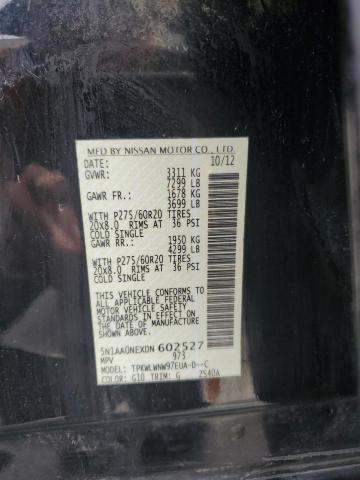 MFD BY NISSAN MOTOR CO., LTD.
DATE: 10/12
GVWR: 3311 KG
7299 LB
GAWR FR.: 1678 KG
3699 LB
WITH P275/60R20 TIRES
20x8.0 RIMS AT 36 PSI
COLD SINGLE
GAWR RR.: 1950 KG
4299 LB
WITH P275/60R20 TIRES
20x8.0 RIMS AT 36 PSI
COLD SINGLE
THIS VEHICLE CONFORMS TO
ALL APPLICABLE FEDERAL
MOTOR VEHICLE SAFETY
STANDARDS IN EFFECT ON
THE DATE OF MANUFACTURE
SHOWN ABOVE.
5N1AA0NEXDN 602527
MPV 973
MODEL: TPKWLWNW97EUA-D--C
COLOR: G10 TRIM: G 2540A